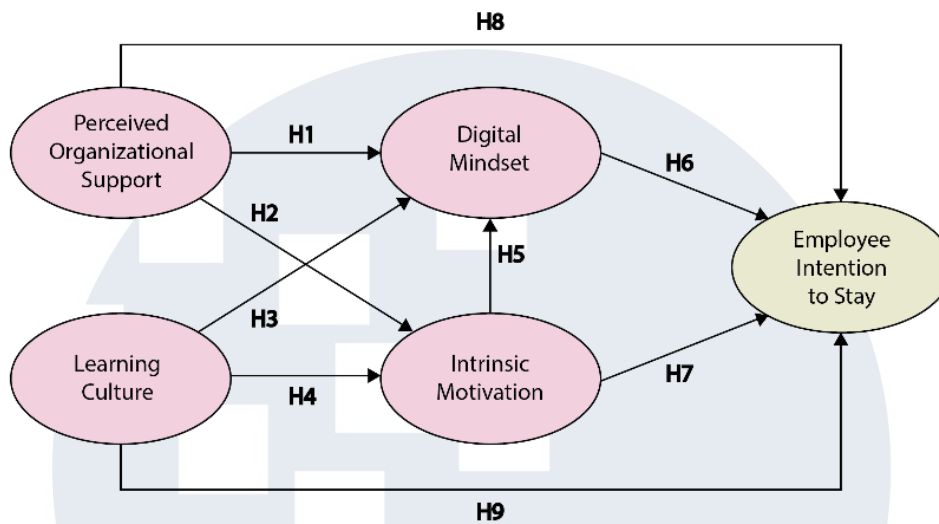 H8
Perceived
Organizational
Support
H1
Digital
Mindset
H6
H2
Employee
Intention
to Stay
H5
H3
Learning
Culture
H4
Intrinsic
Motivation
H7
H9